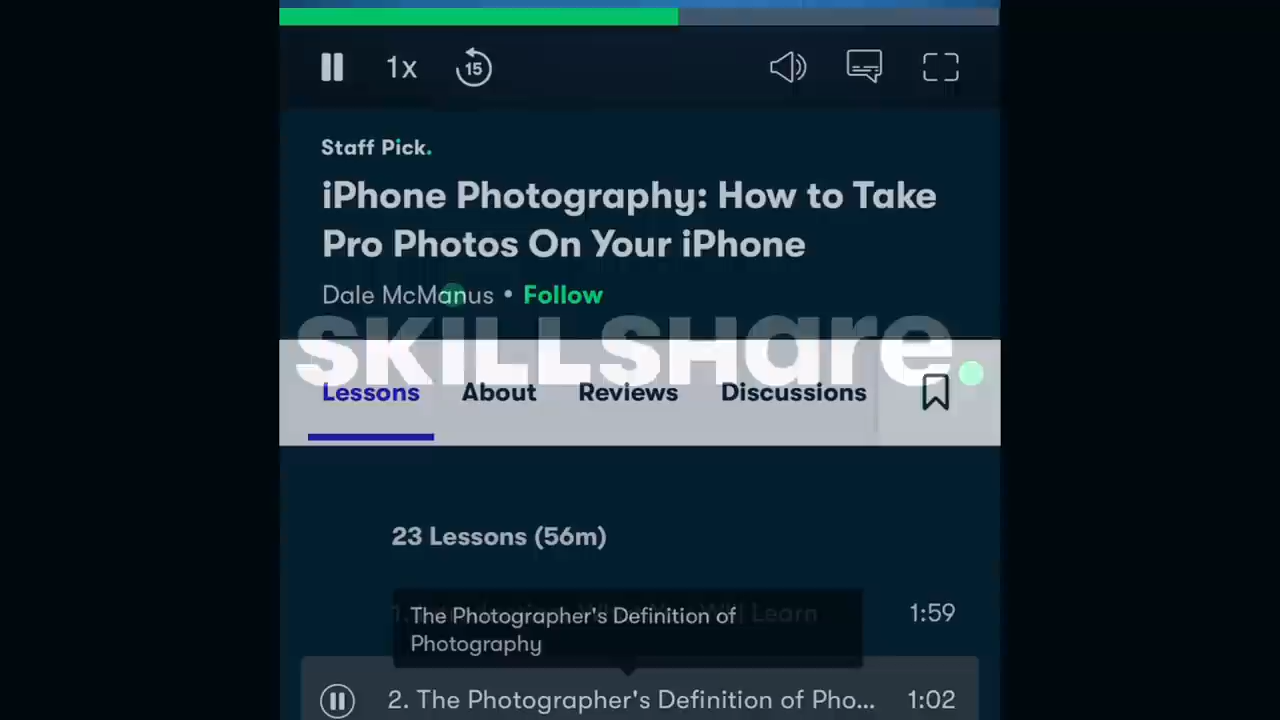 1x
15
Staff Pick.
iPhone Photography: How to Take
Pro Photos On Your iPhone
Dale McManus • Follow
SKILLSHare
Lessons About Reviews Discussions
23 Lessons (56m)
1. Learn 1:59
The Photographer's Definition of
Photography
2. The Photographer's Definition of Pho... 1:02